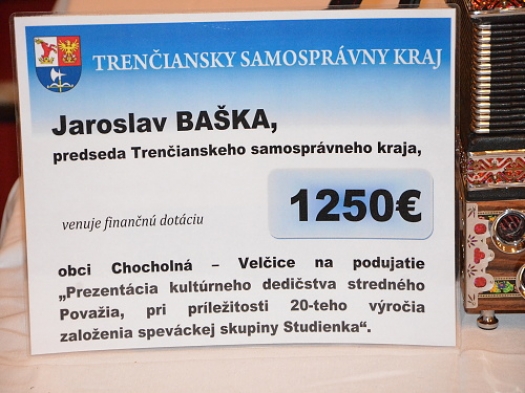 TRENČIANSKY SAMOSPRÁVNY KRAJ
Jaroslav BAŠKA,
predseda Trenčianskeho samosprávneho kraja,
venuje finančnú dotáciu
1250€
obci Chocholná – Velčice na podujatie
„Prezentácia kultúrneho dedičstva stredného
Považia, pri príležitosti 20-teho výročia
založenia speváckej skupiny Studienka“.